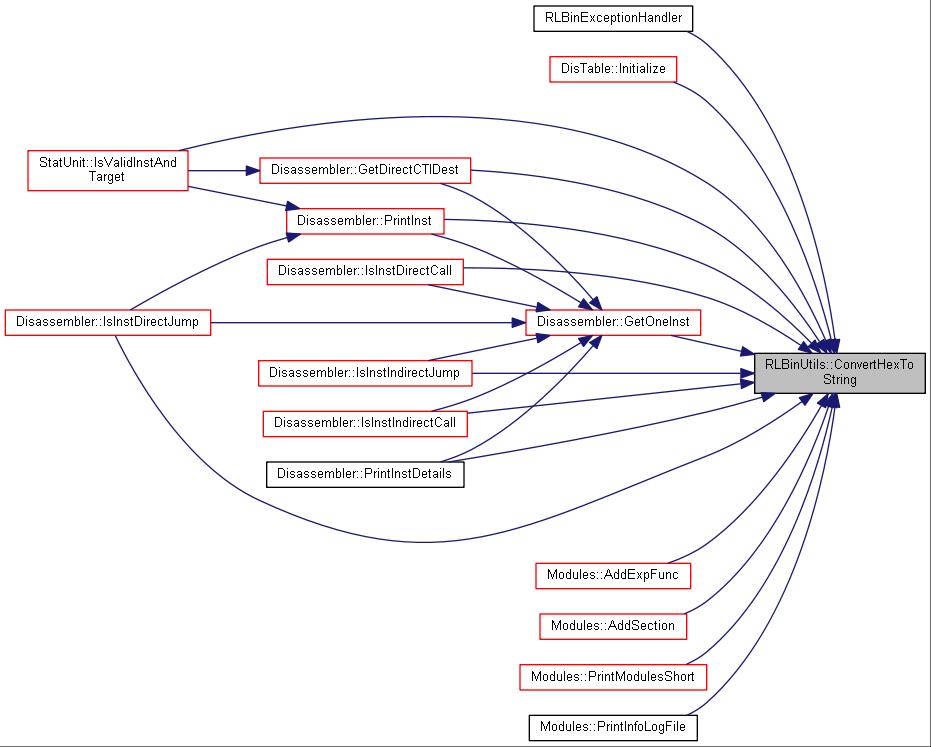 RLBinExceptionHandler
DisTable::Initialize
StatUnit::IsValidInstAnd
Target
Disassembler::GetDirectCTIDest
Disassembler::PrintInst
Disassembler::IsInstDirectCall
Disassembler::IsInstDirectJump
Disassembler::GetOneInst
RLBinUtils::ConvertHexTo
String
Disassembler::IsInstIndirectJump
Disassembler::IsInstIndirectCall
Disassembler::PrintInstDetails
Modules::AddExpFunc
Modules::AddSection
Modules::PrintModulesShort
Modules::PrintInfoLogFile